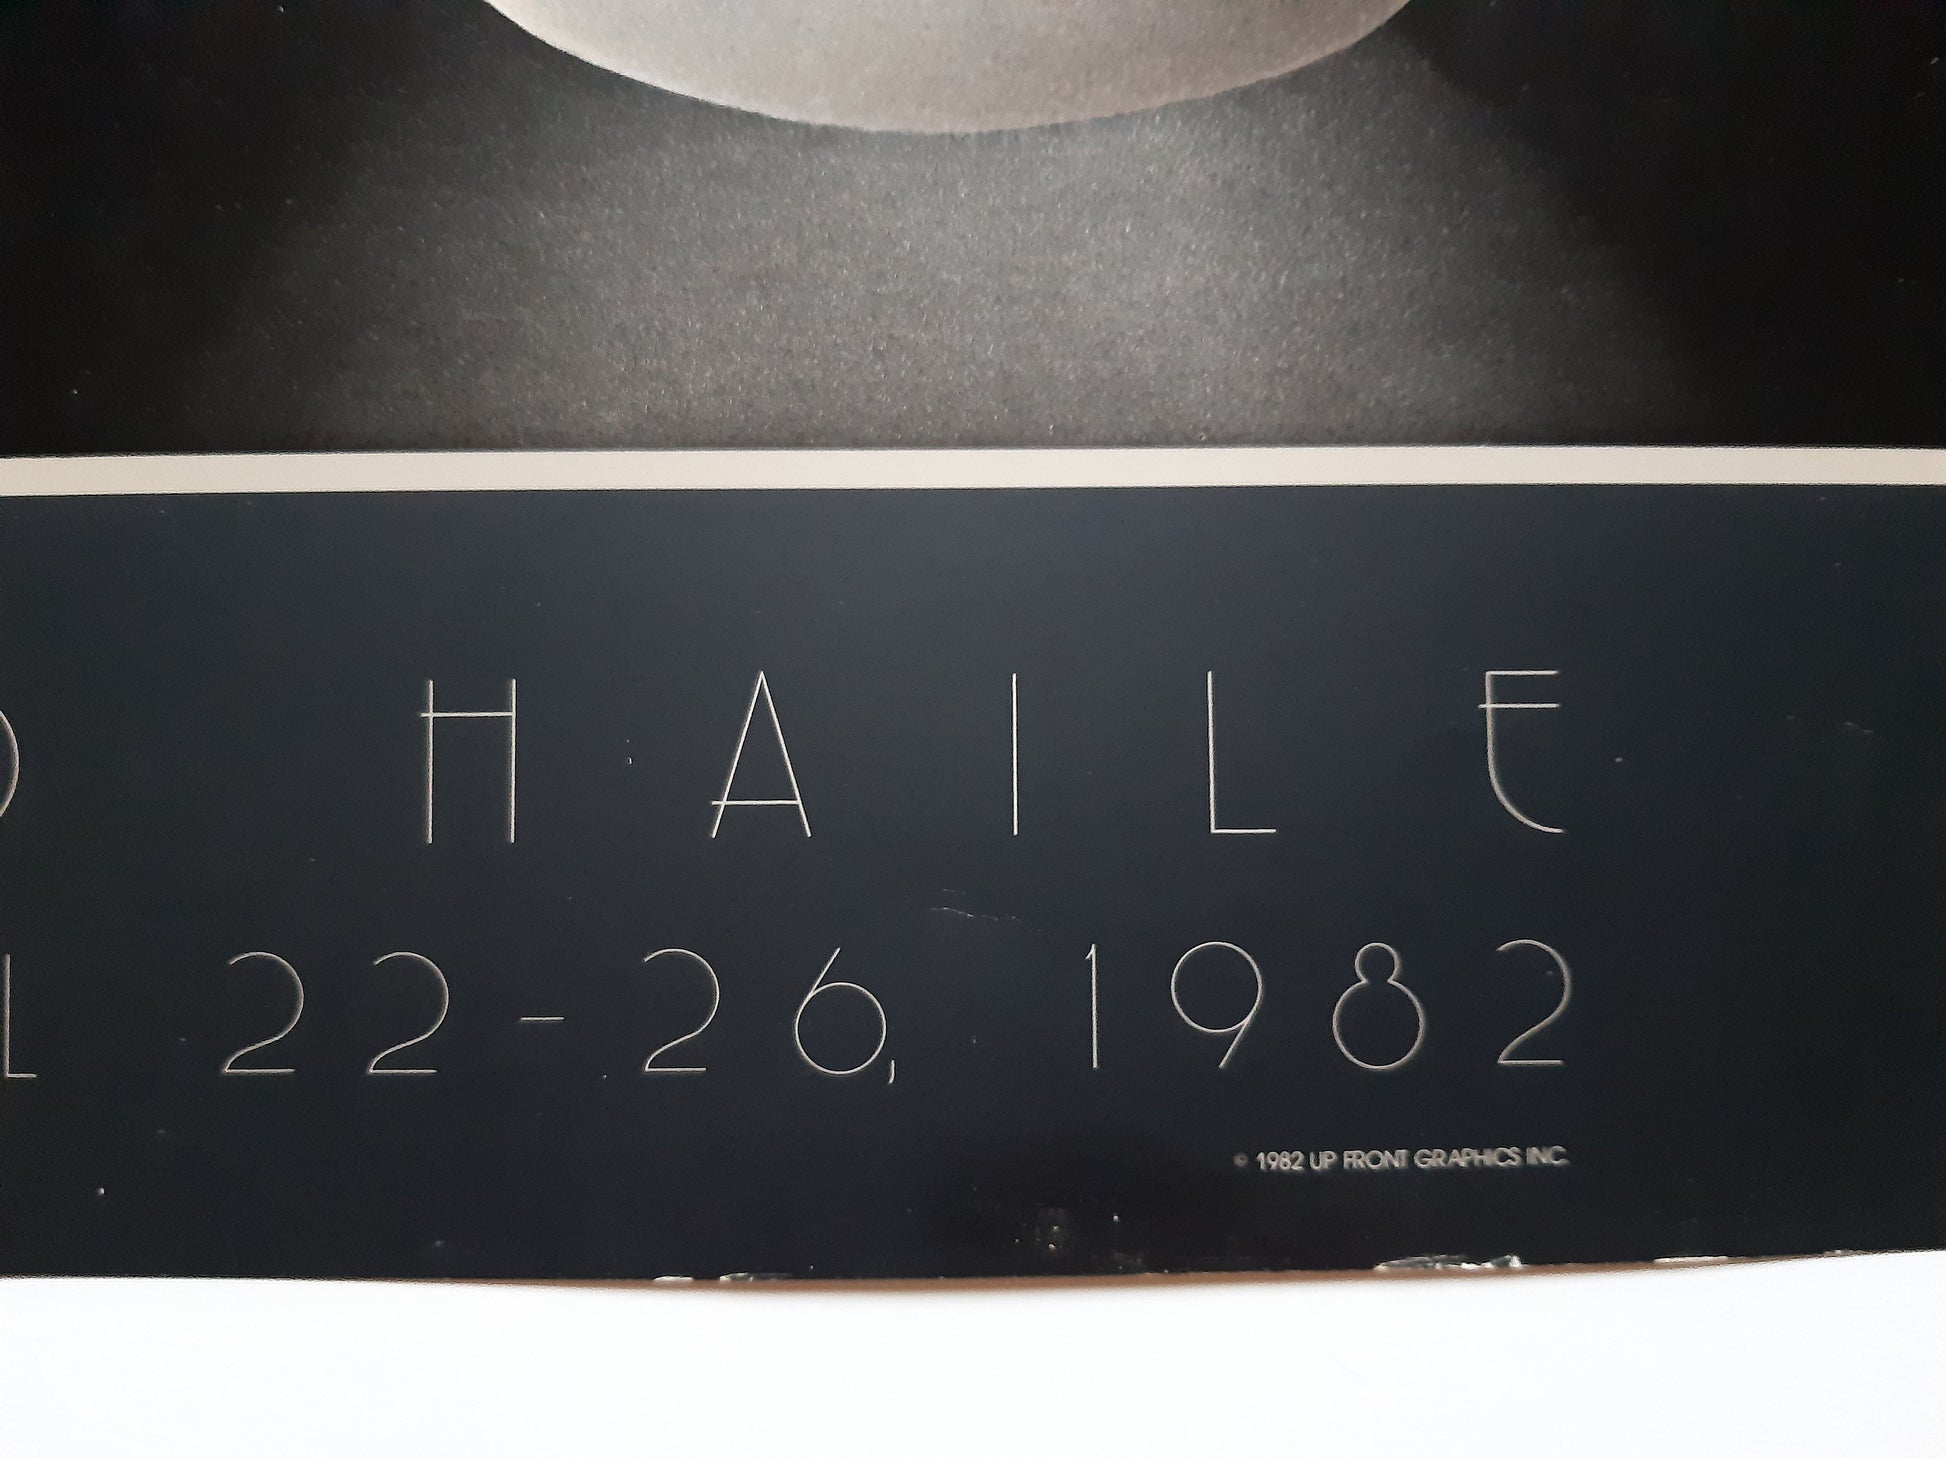 HAILE
22-26, 1982
© 1982 UP FRONT GRAPHICS INC.